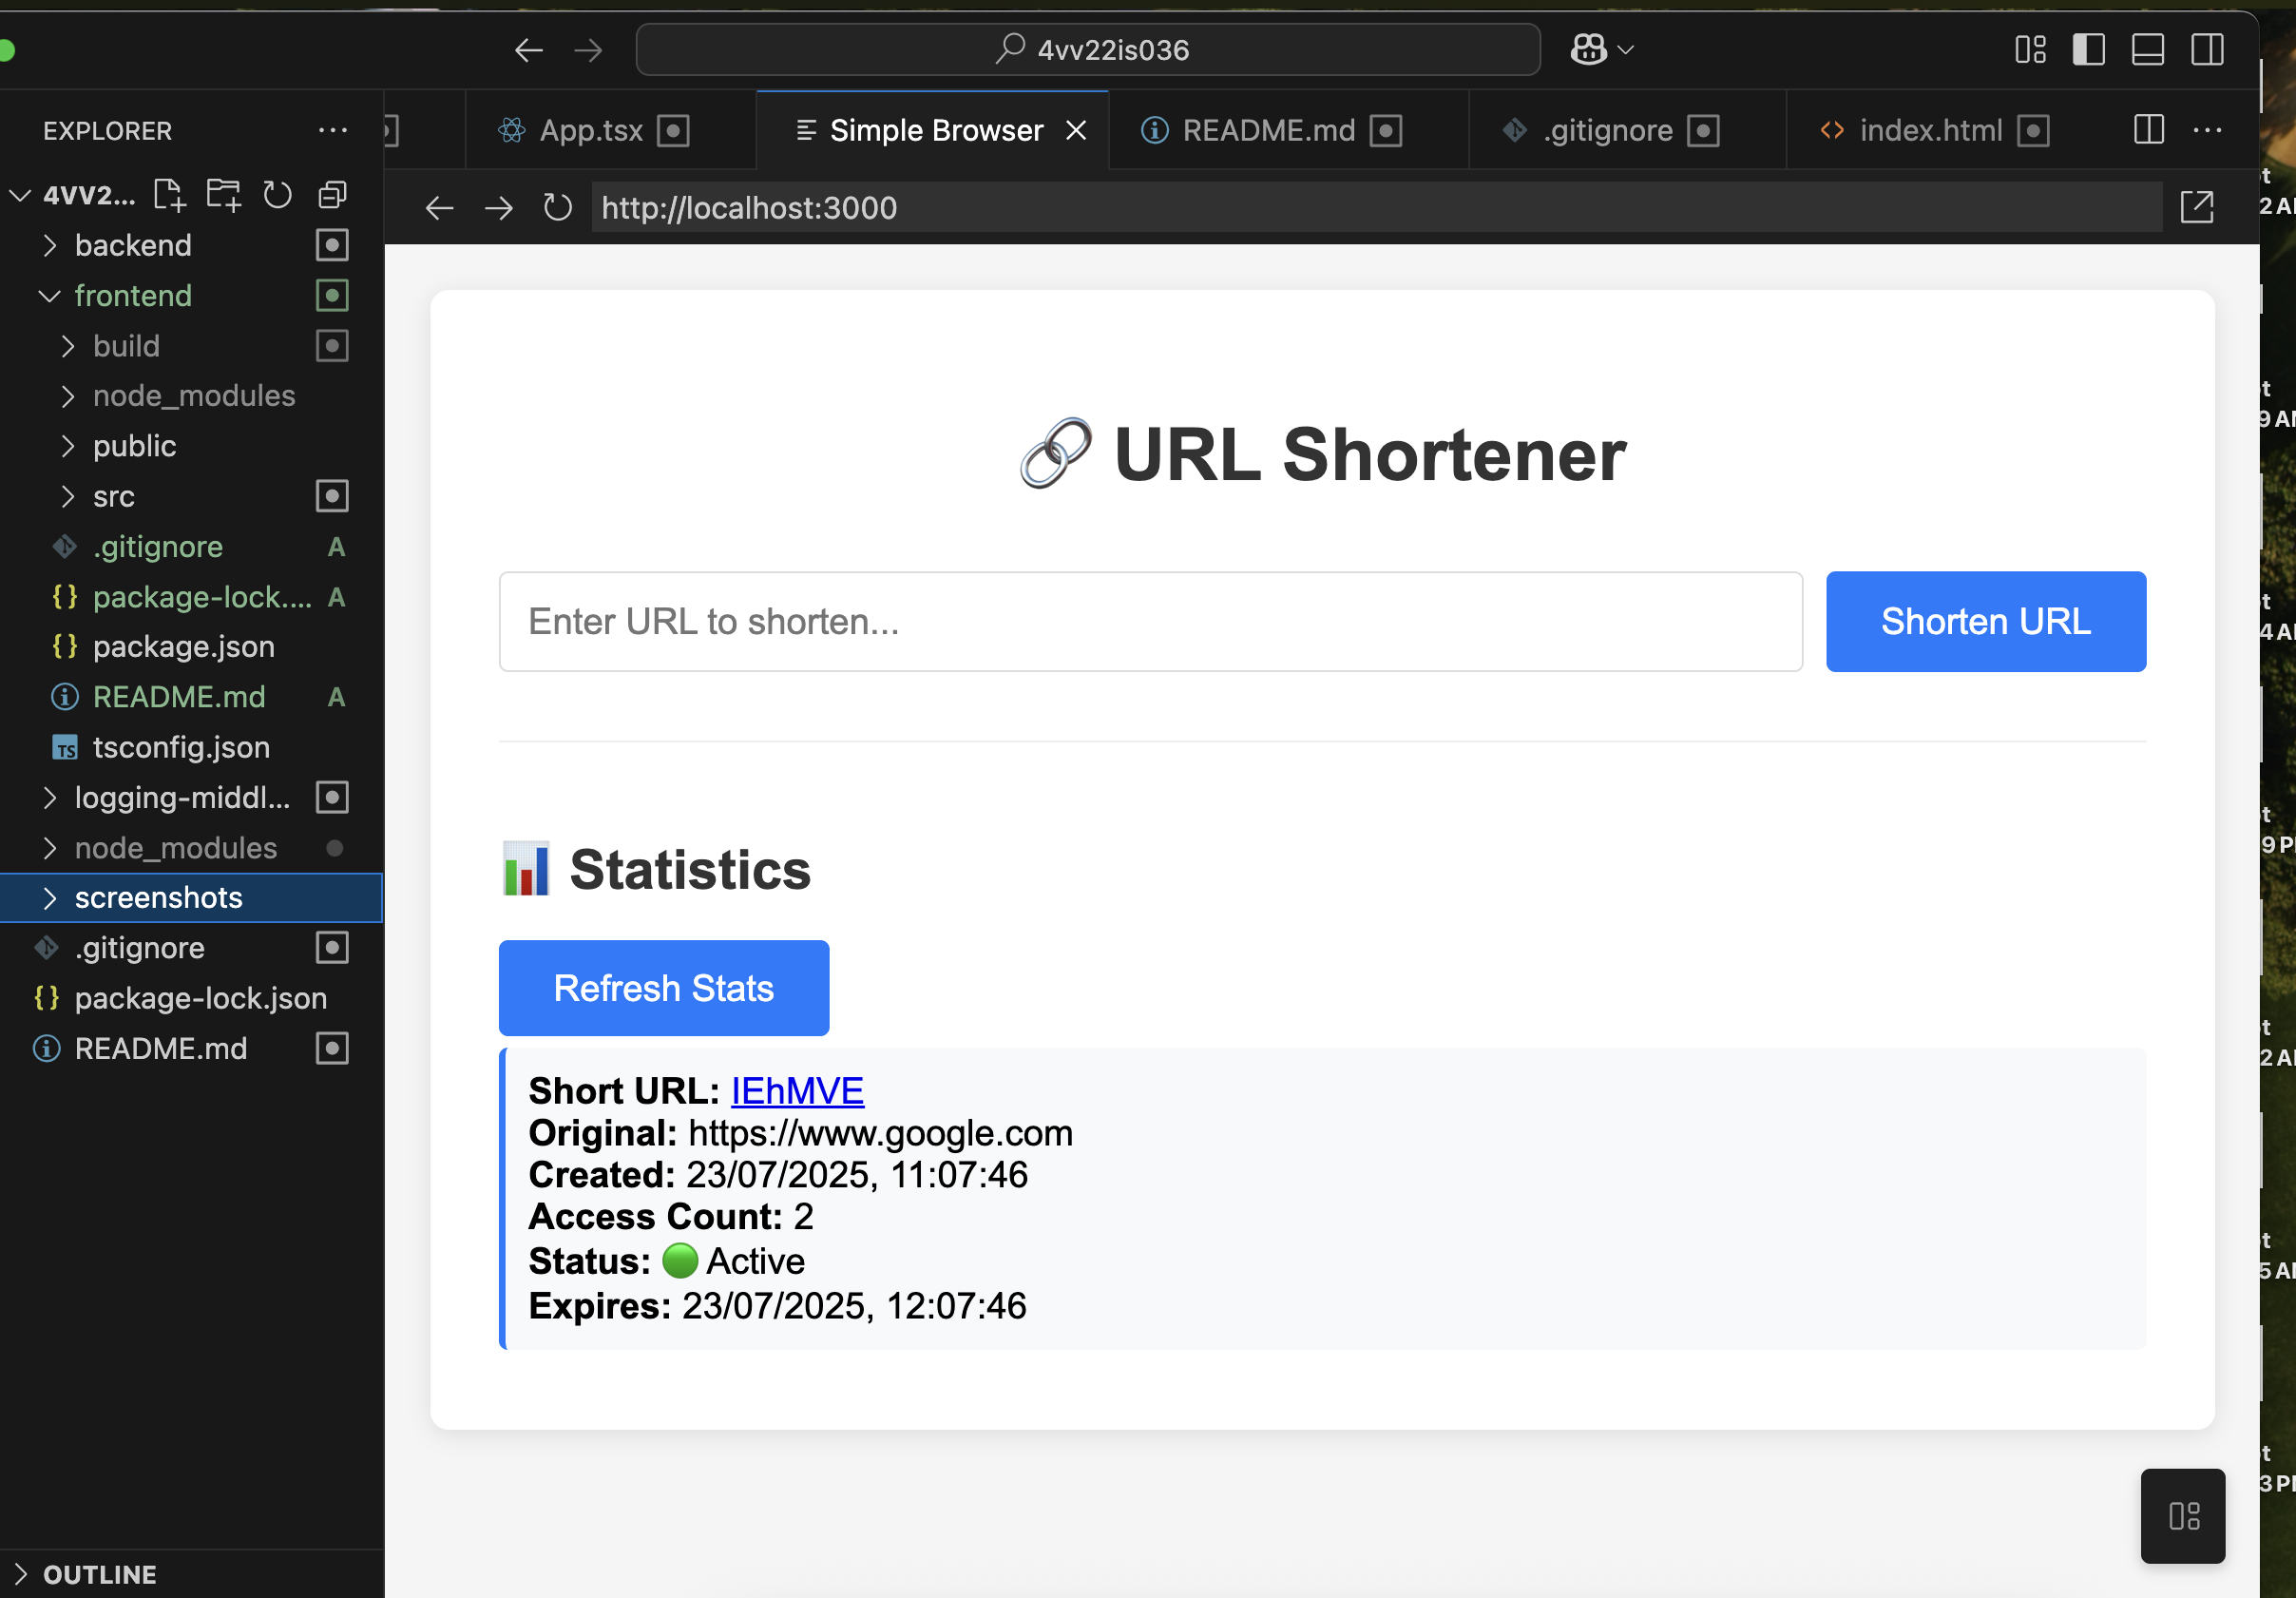 4vv22is036
EXPLORER
App.tsx
Simple Browser
README.md
.gitignore
index.html
4VV2...
http://localhost:3000
backend
frontend
build
node_modules
public
src
.gitignore A
package-lock.... A
package.json
README.md A
TS tsconfig.json
logging-middl...
node_modules
screenshots
.gitignore
package-lock.json
README.md
OUTLINE
URL Shortener
Enter URL to shorten...
Shorten URL
Statistics
Refresh Stats
Short URL: IEhMVE
Original: https://www.google.com
Created: 23/07/2025, 11:07:46
Access Count: 2
Status: Active
Expires: 23/07/2025, 12:07:46